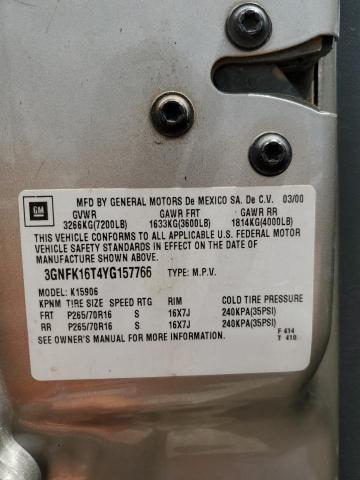 GM
MFD BY GENERAL MOTORS De MEXICO SA. De C.V. 03/00
GVWR GAWR FRT GAWR RR
3266KG(7200LB) 1633KG(3600LB) 1814KG(4000LB)
THIS VEHICLE CONFORMS TO ALL APPLICABLE U.S. FEDERAL MOTOR
VEHICLE SAFETY STANDARDS IN EFFECT ON THE DATE OF
MANUFACTURE SHOWN ABOVE.
3GNFK16T4YG157766 TYPE: M.P.V.
MODEL: K15906
KPNM TIRE SIZE SPEED RTG RIM COLD TIRE PRESSURE
FRT P265/70R16 S 16X7J 240KPA(35PSI)
RR P265/70R16 S 16X7J 240KPA(35PSI)
SEE OWNER'S MANUAL FOR MORE INFORMATION
F 414
T 410